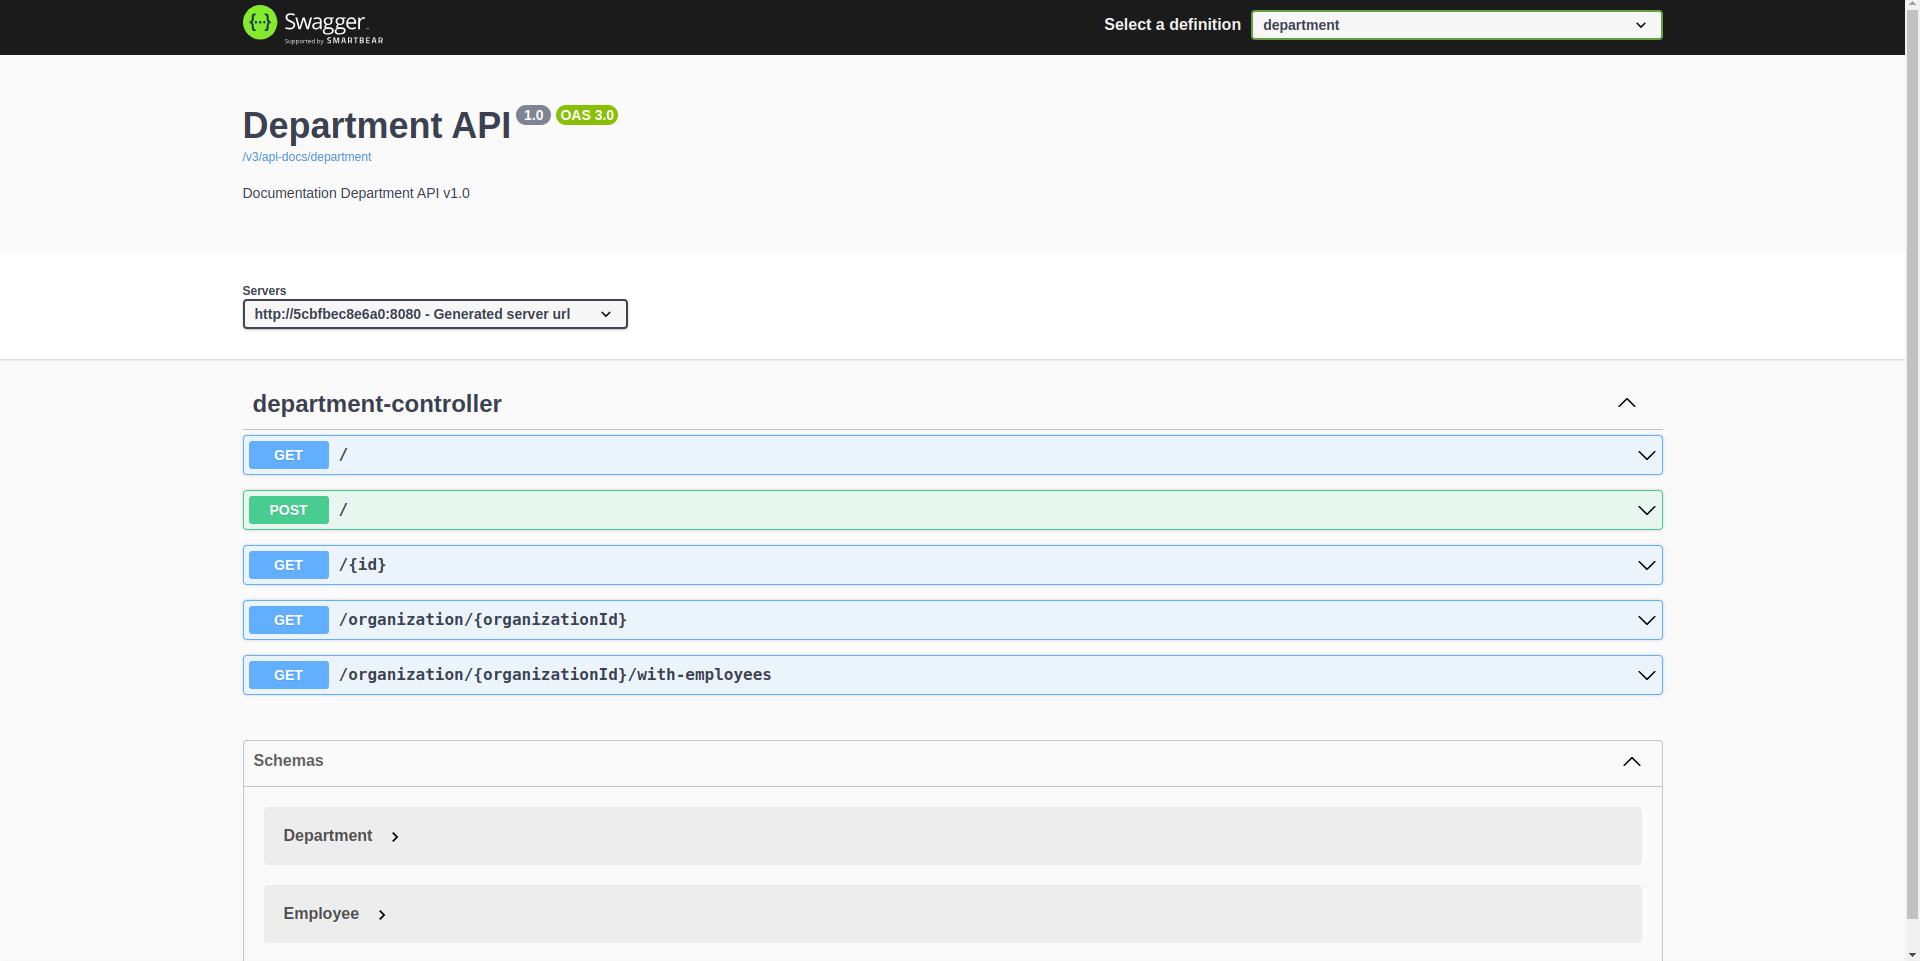 {···} Swagger
Supported by SMARTBEAR
Select a definition
department
Department API 1.0 OAS 3.0
/v3/api-docs/department
Documentation Department API v1.0
Servers
http://5cbfbec8e6a0:8080 - Generated server url
department-controller
GET /
POST /
GET /{id}
GET /organization/{organizationId}
GET /organization/{organizationId}/with-employees
Schemas
Department
Employee